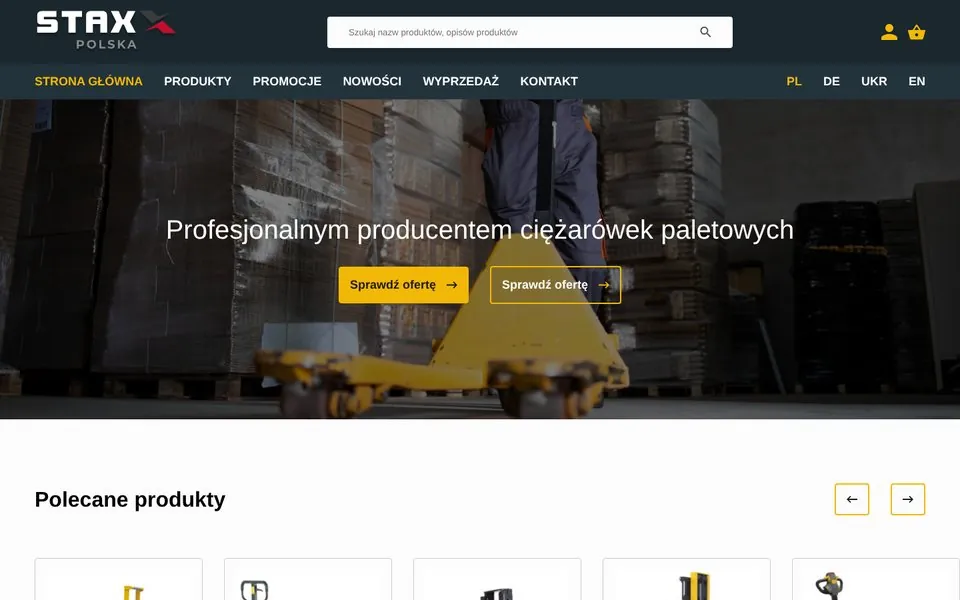 STAX
POLSKA
Szukaj nazw produktów, opisów produktów
STRONA GŁÓWNA PRODUKTY PROMOCJE NOWOŚCI WYPRZEDAŻ KONTAKT PL DE UKR EN
Profesjonalnym producentem ciężarówek paletowych
Sprawdź ofertę → Sprawdź ofertę →
Polecane produkty ← →